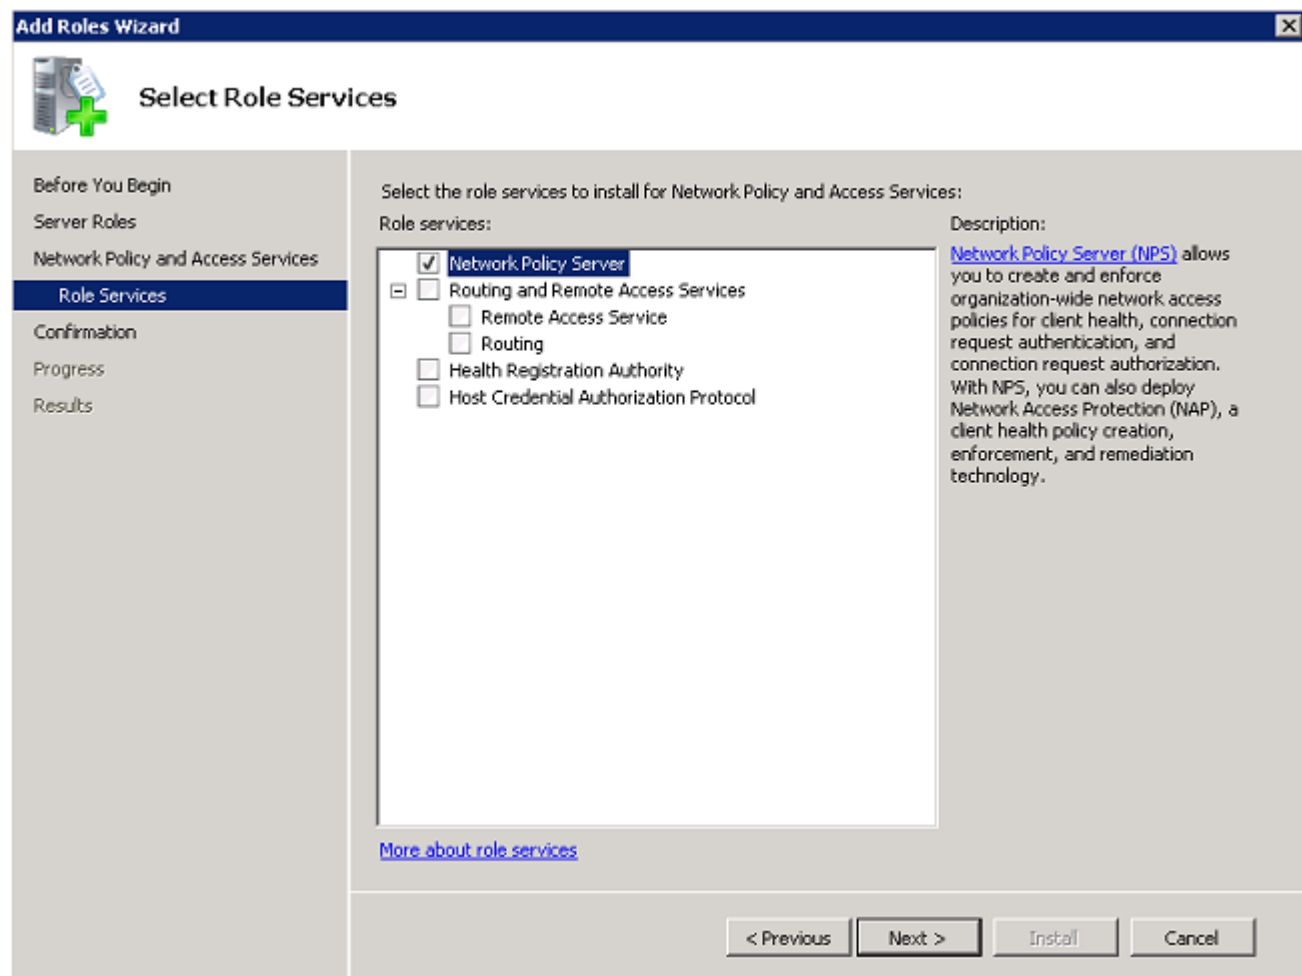 Add Roles Wizard
Select Role Services
Before You Begin
Server Roles
Network Policy and Access Services
Role Services
Confirmation
Progress
Results
Select the role services to install for Network Policy and Access Services:
Role services:
Network Policy Server
Routing and Remote Access Services
Remote Access Service
Routing
Health Registration Authority
Host Credential Authorization Protocol
More about role services
Description:
Network Policy Server (NPS) allows
you to create and enforce
organization-wide network access
policies for client health, connection
request authentication, and
connection request authorization.
With NPS, you can also deploy
Network Access Protection (NAP), a
client health policy creation,
enforcement, and remediation
technology.
< Previous
Next >
Install
Cancel